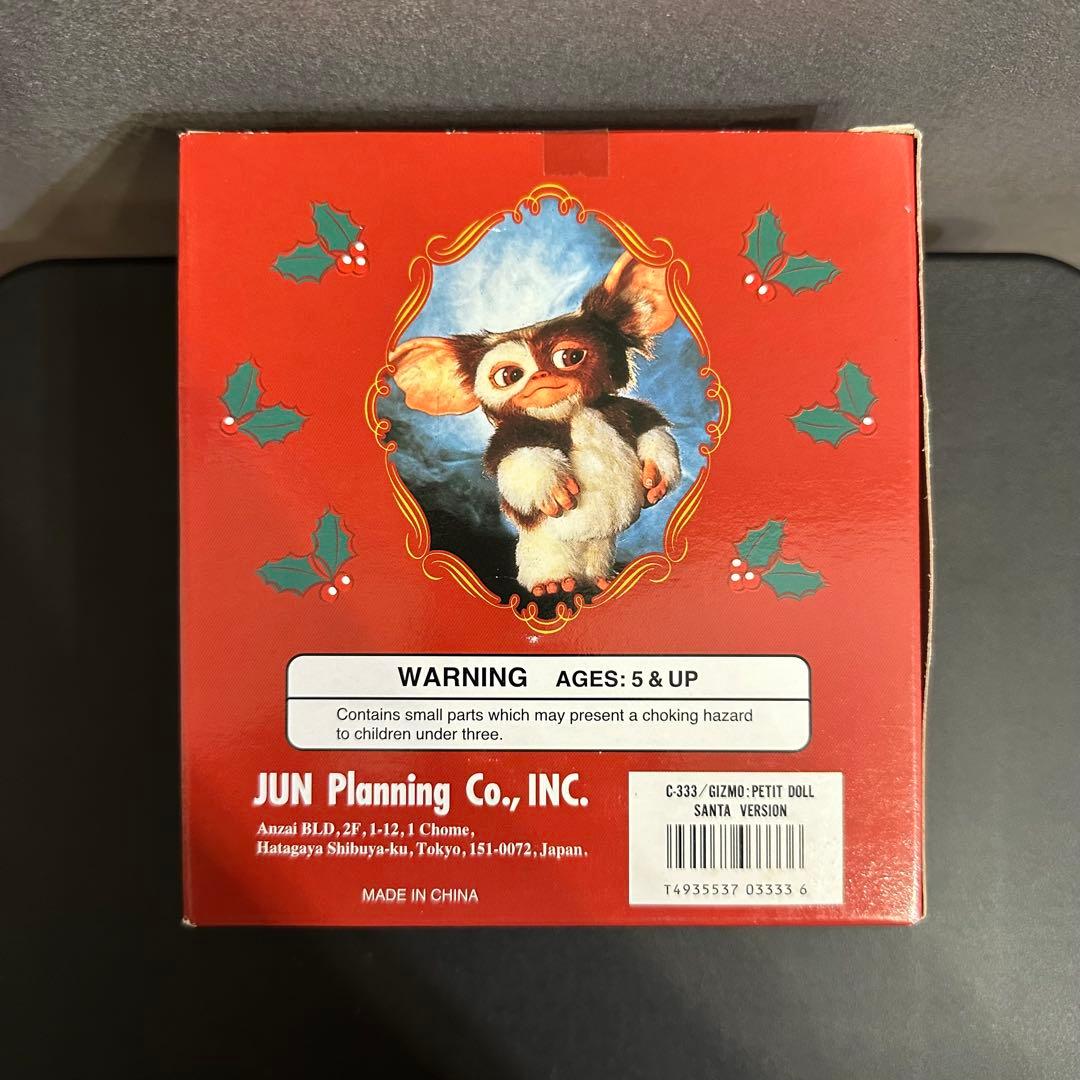 WARNING AGES: 5 & UP
Contains small parts which may present a choking hazard
to children under three.
JUN Planning Co., INC.
Anzai BLD, 2F, 1-12, 1 Chome,
Hatagaya Shibuya-ku, Tokyo, 151-0072, Japan.
MADE IN CHINA
C-333/GIZMO:PETIT DOLL
SANTA VERSION
T4935537 03333 6